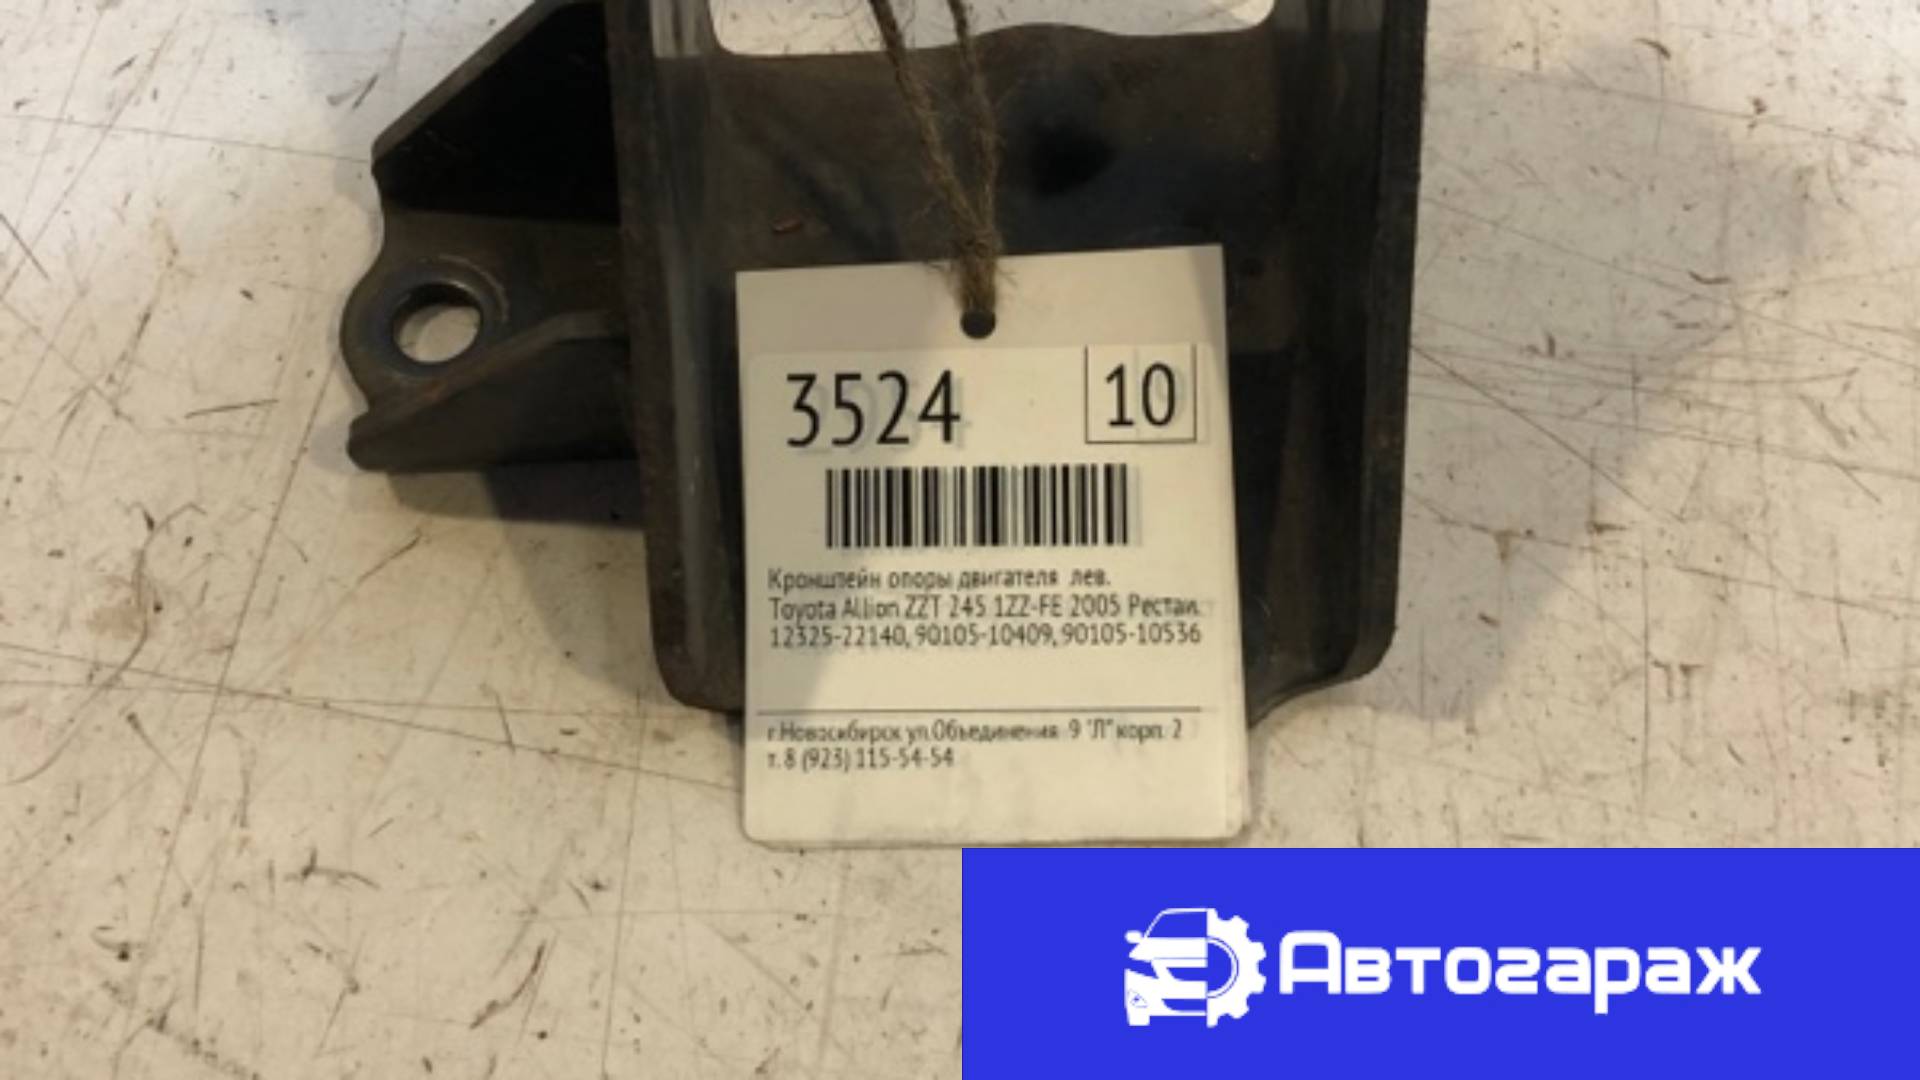 3524
10
Кронштейн опоры двигателя лев.
Toyota Allion ZZT 245 1ZZ-FE 2005 Рестаи.
12325-22140, 90105-10409, 90105-10536
г.Новосибирск ул.Объединения 9 "Л" корп. 2
т. 8 (923) 115-54-54
Автогараж